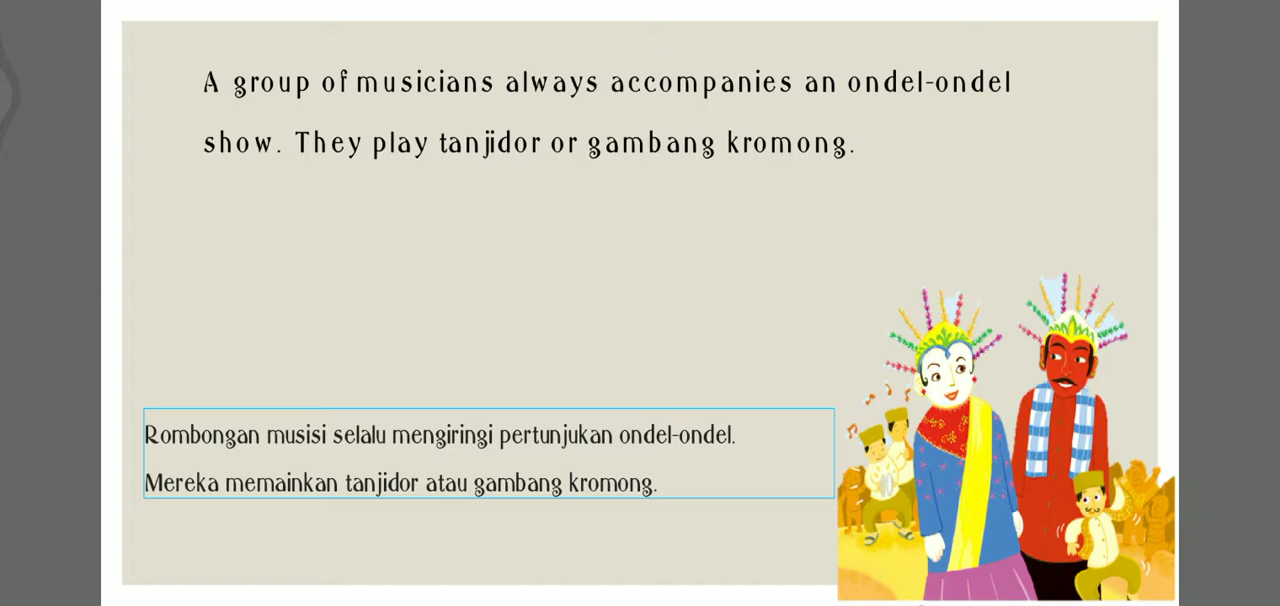 A group of musicians always accompanies an ondel-ondel
show. They play tanjidor or gambang kromong.
Rombongan musisi selalu mengiringi pertunjukan ondel-ondel.
Mereka memainkan tanjidor atau gambang kromong.